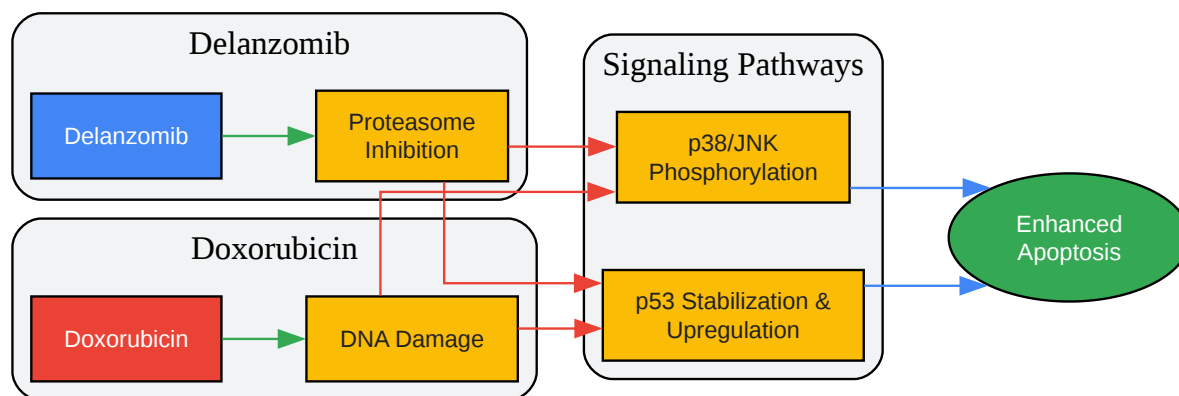 Delanzomib
Delanzomib
Proteasome
Inhibition
Doxorubicin
Doxorubicin
DNA Damage
Signaling Pathways
p38/JNK
Phosphorylation
p53 Stabilization &
Upregulation
Enhanced
Apoptosis